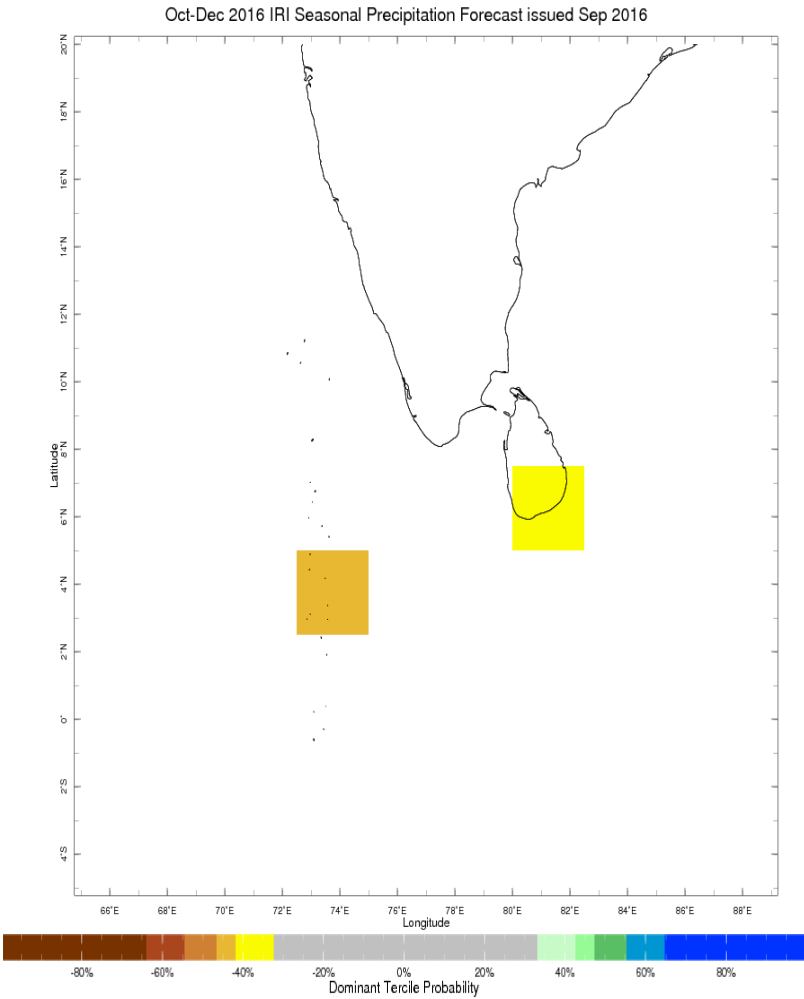 Oct-Dec 2016 IRI Seasonal Precipitation Forecast issued Sep 2016
20°N
18°N
16°N
14°N
12°N
10°N
8°N
6°N
4°N
2°N
0°
2°S
4°S
Latitude
66°E 68°E 70°E 72°E 74°E 76°E 78°E 80°E 82°E 84°E 86°E 88°E
Longitude
-80% -60% -40% -20% 0% 20% 40% 60% 80%
Dominant Tercile Probability